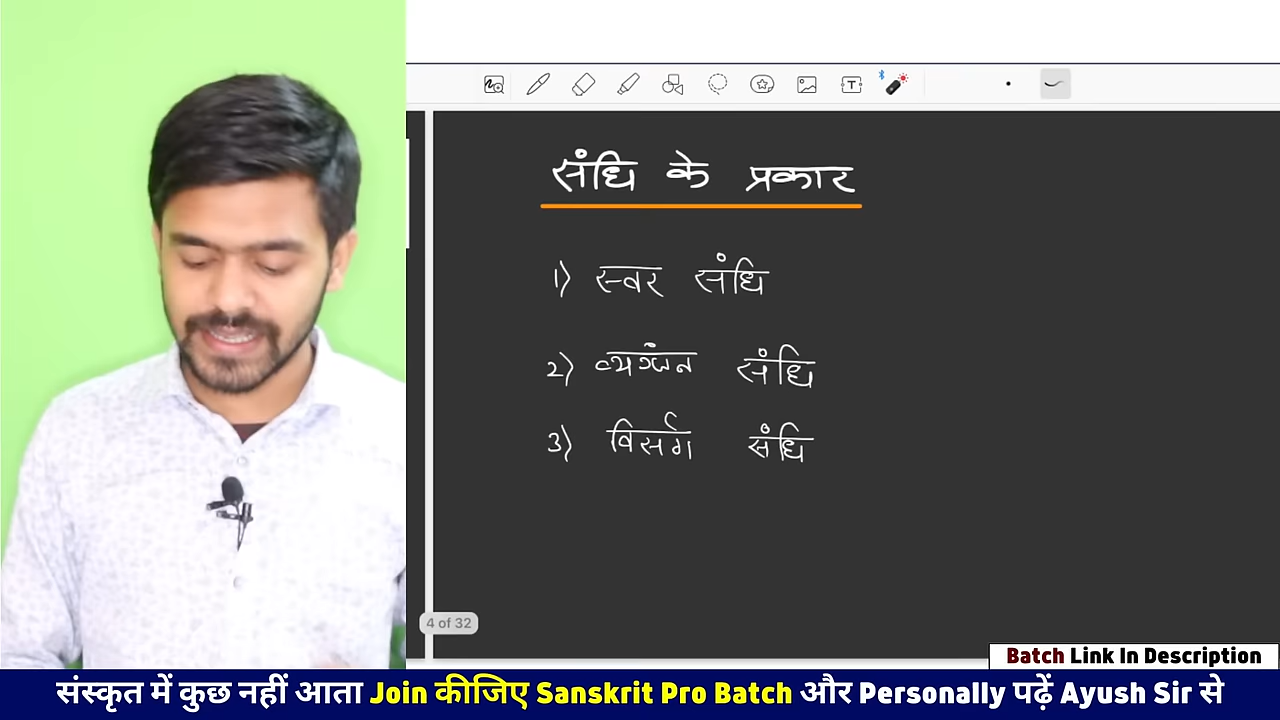 संधि के प्रकार
1) स्वर संधि
2) व्यञ्जंन संधि
3) विसर्ग संधि
4 of 32
Batch Link In Description
संस्कृत में कुछ नहीं आता Join कीजिए Sanskrit Pro Batch और Personally पढ़ें Ayush Sir से